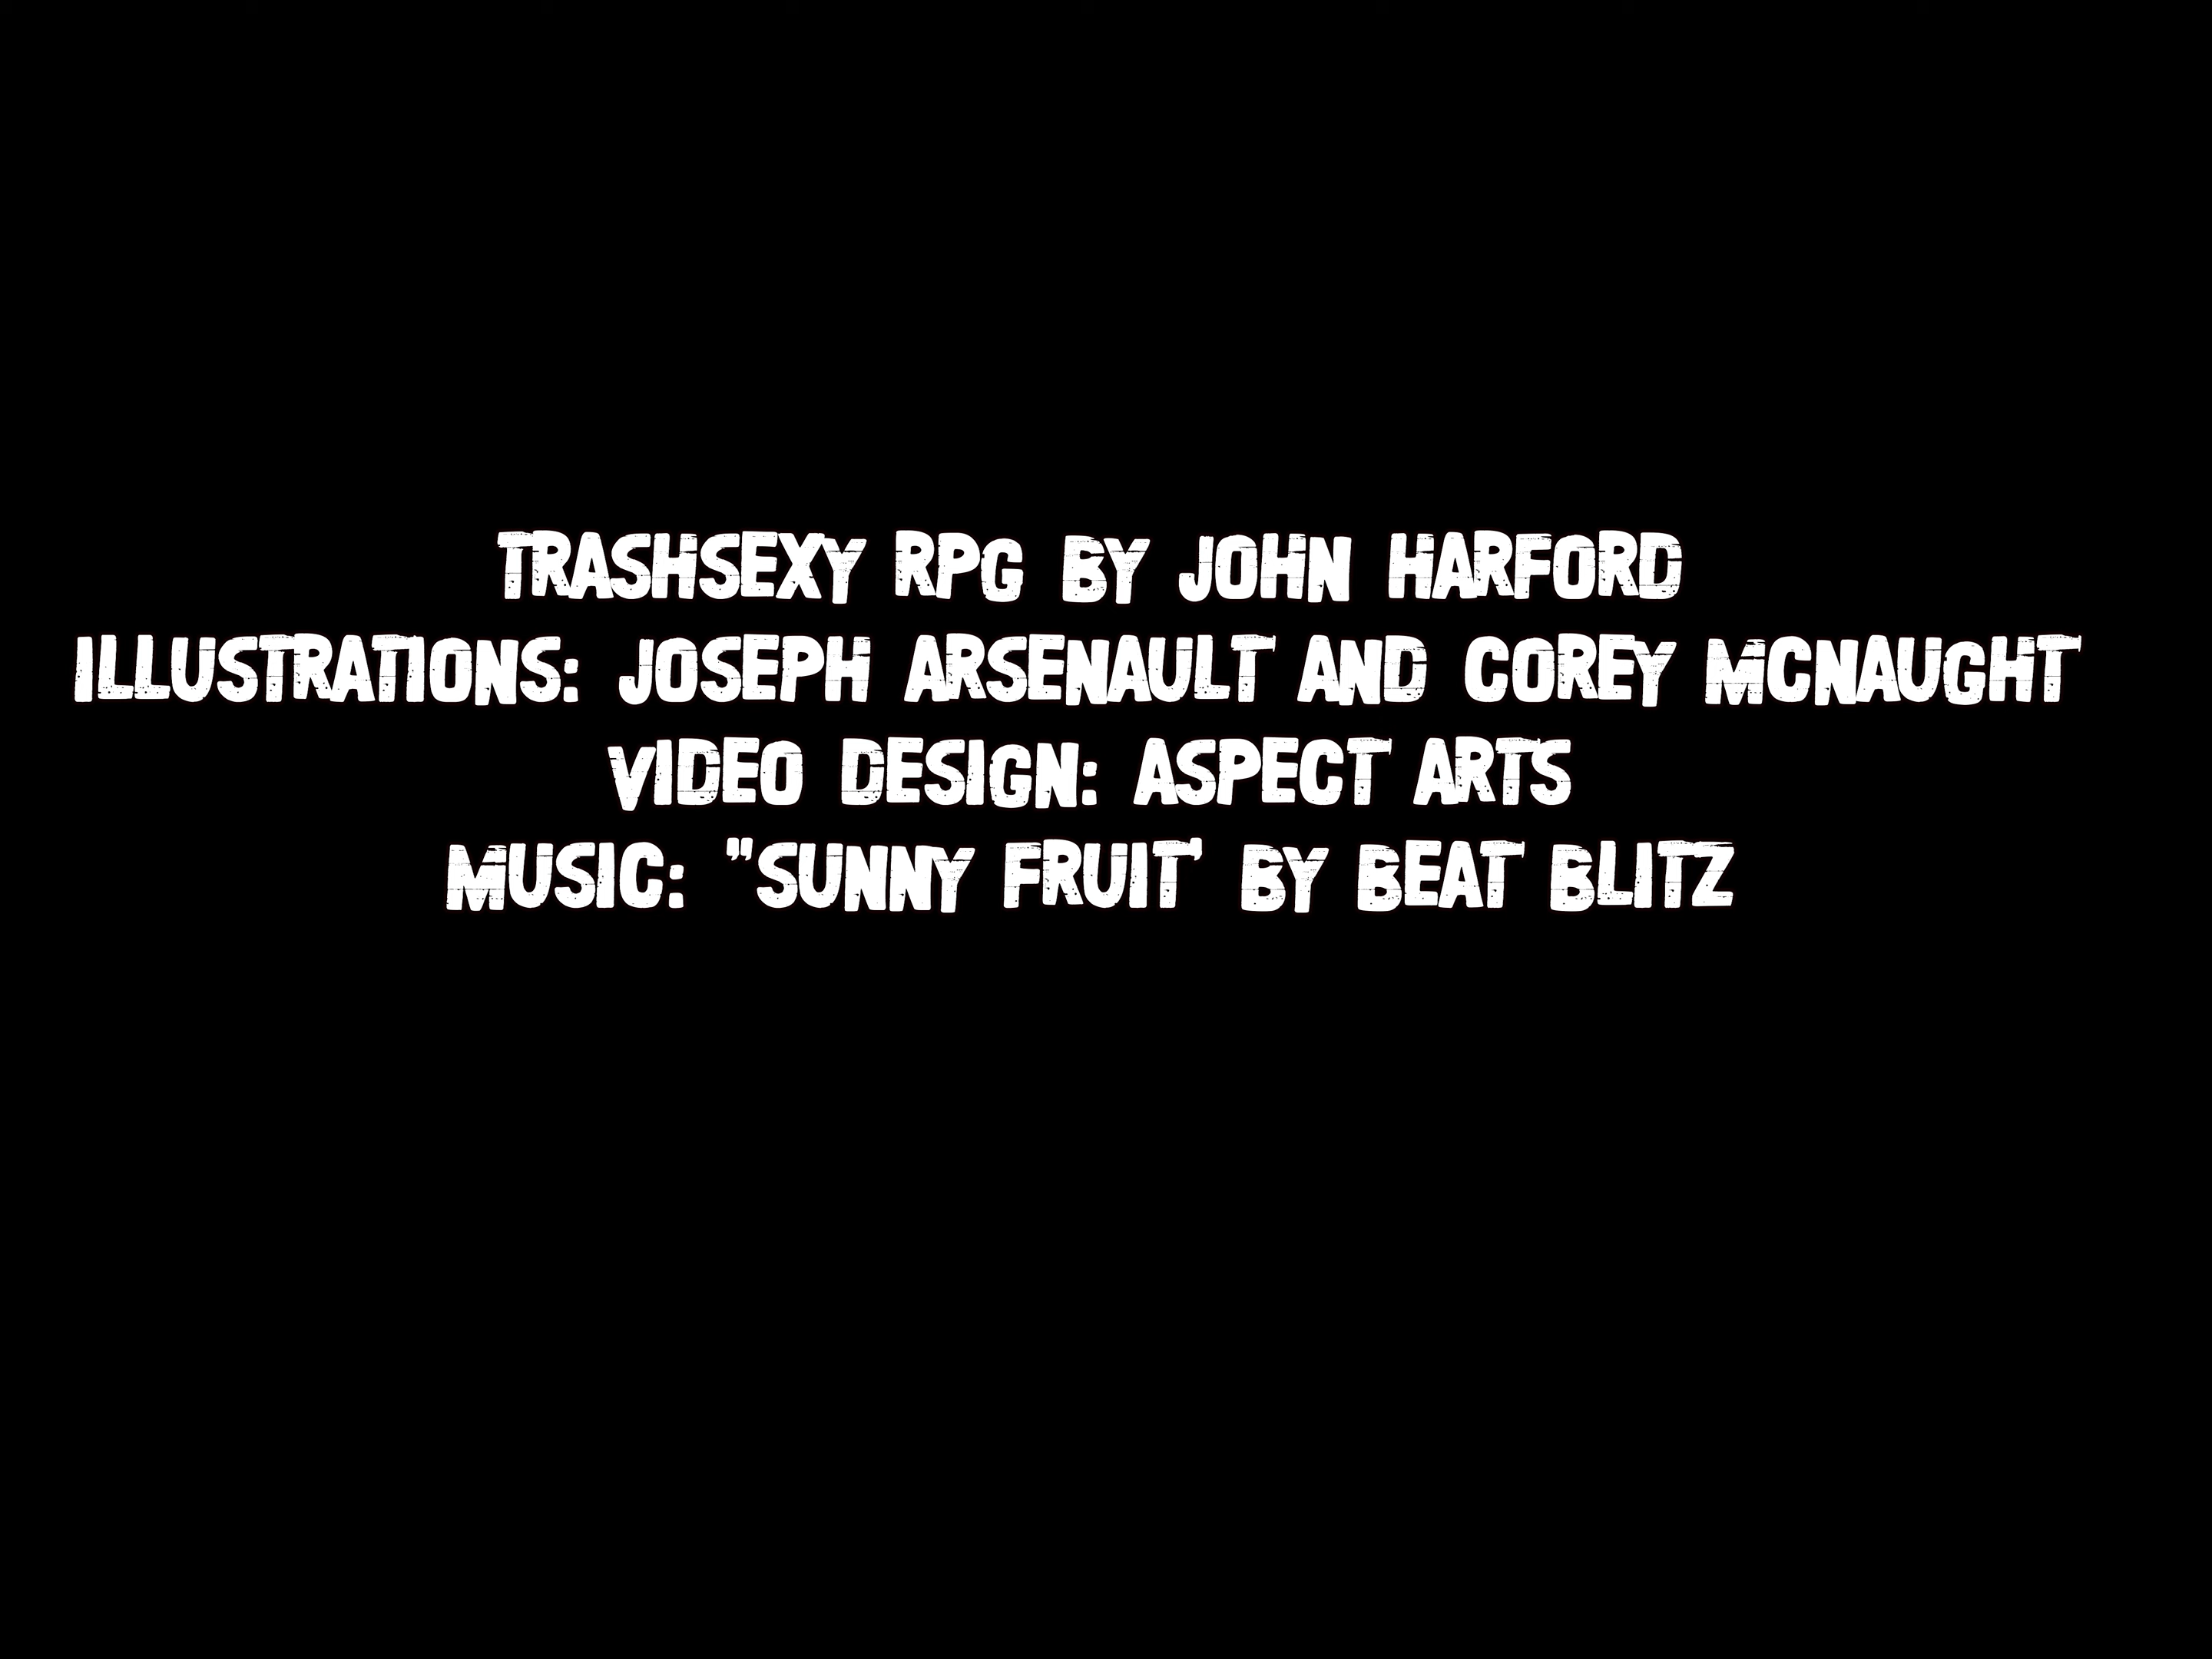 TRASHSEXY RPG BY JOHN HARFORD
ILLUSTRATIONS: JOSEPH ARSENAULT AND COREY MCNAUGHT
VIDEO DESIGN: ASPECT ARTS
MUSIC: "SUNNY FRUIT' BY BEAT BLITZ